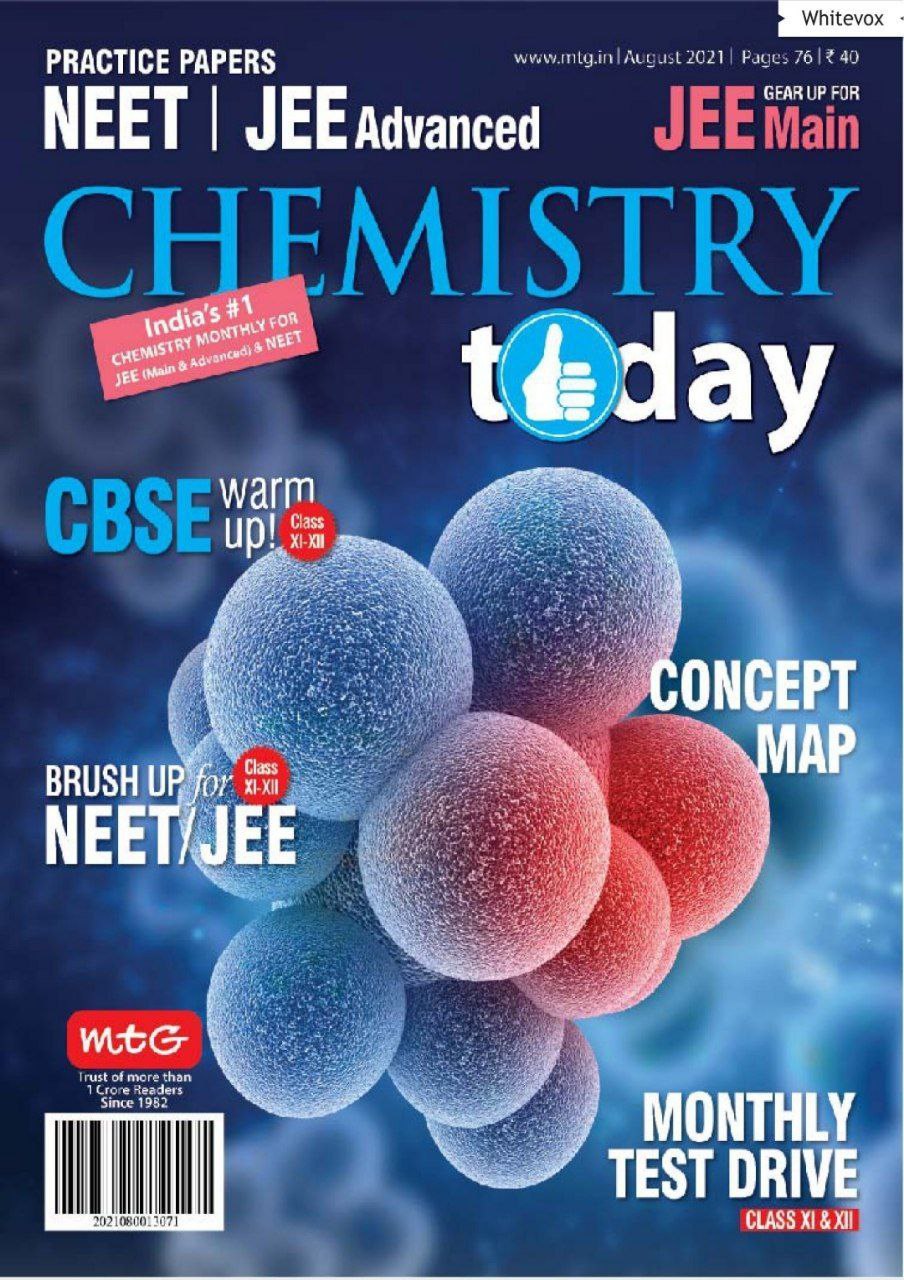 Whitevox
PRACTICE PAPERS
NEET | JEE Advanced
www.mtg.in | August 2021 | Pages 76 | ₹ 40
GEAR UP FOR
JEE Main
CHEMISTRY
today
India's #1
CHEMISTRY MONTHLY FOR
JEE (Main & Advanced) & NEET
CBSE warm
up!
Class
XI-XII
CONCEPT
MAP
BRUSH UP for
Class
XI-XII
NEET/JEE
mtG
Trust of more than
1 Crore Readers
Since 1982
2021080013071
MONTHLY
TEST DRIVE
CLASS XI & XII